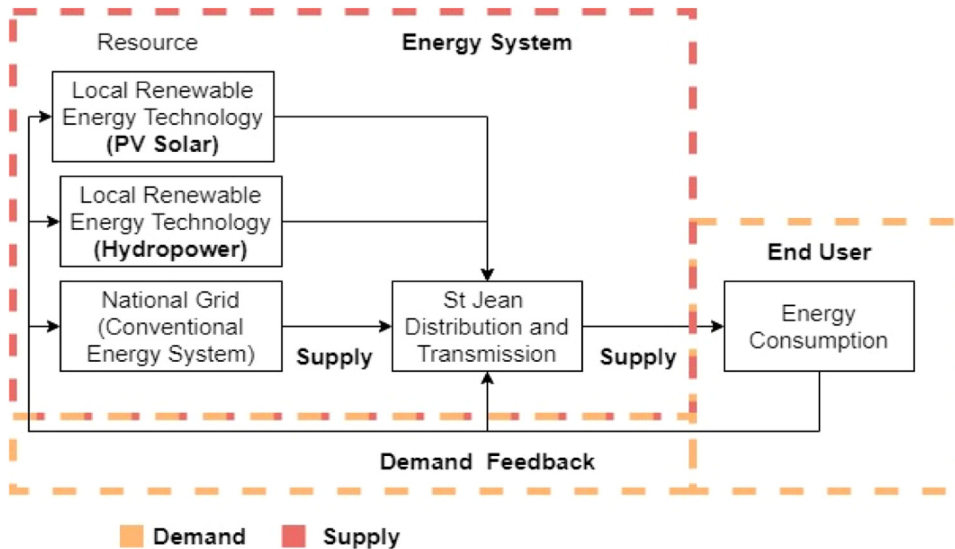 Resource
Energy System
Local Renewable
Energy Technology
(PV Solar)
Local Renewable
Energy Technology
(Hydropower)
National Grid
(Conventional
Energy System)
Supply
St Jean
Distribution and
Transmission
Supply
End User
Energy
Consumption
Demand Feedback
Demand
Supply